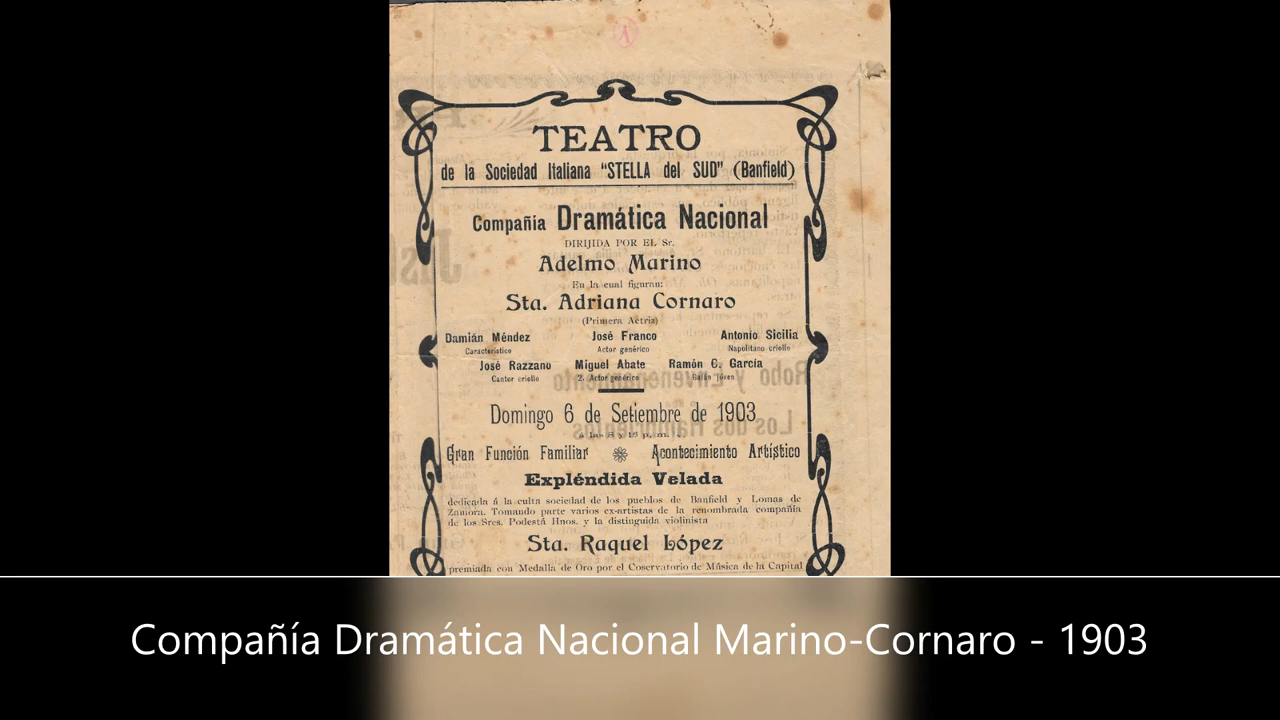 TEATRO
de la Sociedad Italiana "STELLA del SUD" (Banfield)
Compañia Dramática Nacional
DIRIJIDA POR EL Sr.
Adelmo Marino
En la cual figuran:
Sta. Adriana Cornaro
(Primera Actriz)
Damián Méndez José Franco Antonio Sicilia
Característico Actor genérico Napolitano criollo
José Razzano Miguel Abate Ramón C. García
Cantor criollo 2. Actor genérico Galán joven
Domingo 6 de Setiembre de 1903
á las 8 y 15 p. m.
Gran Función Familiar Acontecimiento Artístico
Expléndida Velada
dedicada á la culta sociedad de los pueblos de Banfield y Lomas de
Zamora. Tomando parte varios ex-artistas de la renombrada compañía
de los Sres. Podestá Hnos. y la distinguida violinista
Sta. Raquel López
premiada con Medalla de Oro por el Coservatorio de Música de la Capital
Compañía Dramática Nacional Marino-Cornaro - 1903